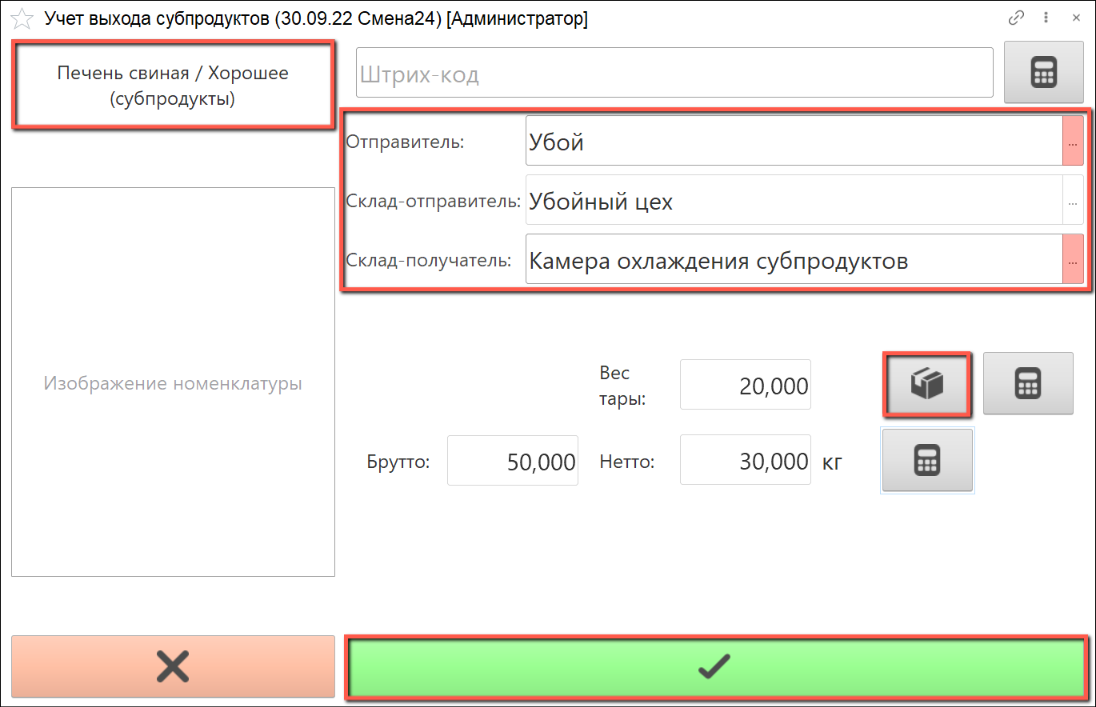 Учет выхода субпродуктов (30.09.22 Смена24) [Администратор]
Печень свиная / Хорошее
(субпродукты)
Штрих-код
Отправитель:
Убой
...
Склад-отправитель:
Убойный цех
...
Склад-получатель:
Камера охлаждения субпродуктов
...
Изображение номенклатуры
Вес
тары:
20,000
Брутто:
50,000
Нетто:
30,000
кг